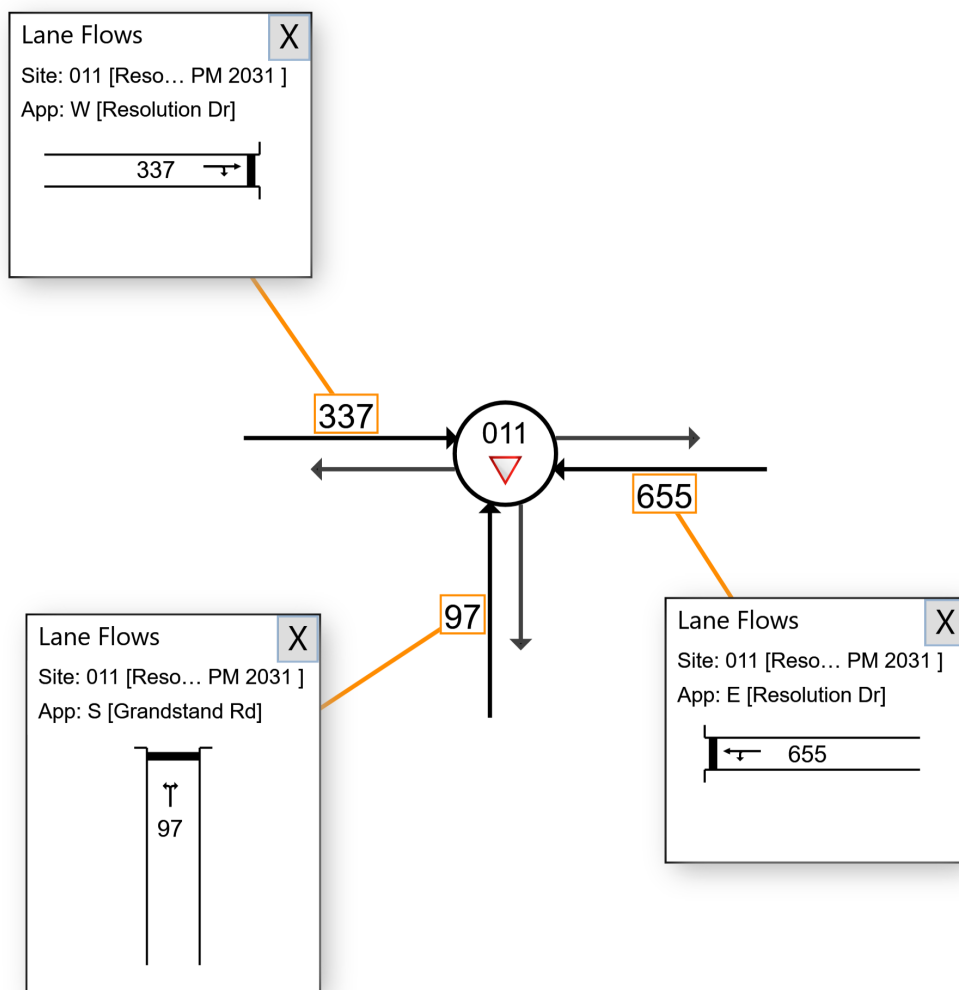 Lane Flows
X
Site: 011 [Reso... PM 2031 ]
App: W [Resolution Dr]
337
337
011
655
97
Lane Flows
X
Site: 011 [Reso... PM 2031 ]
App: S [Grandstand Rd]
97
Lane Flows
X
Site: 011 [Reso... PM 2031 ]
App: E [Resolution Dr]
655